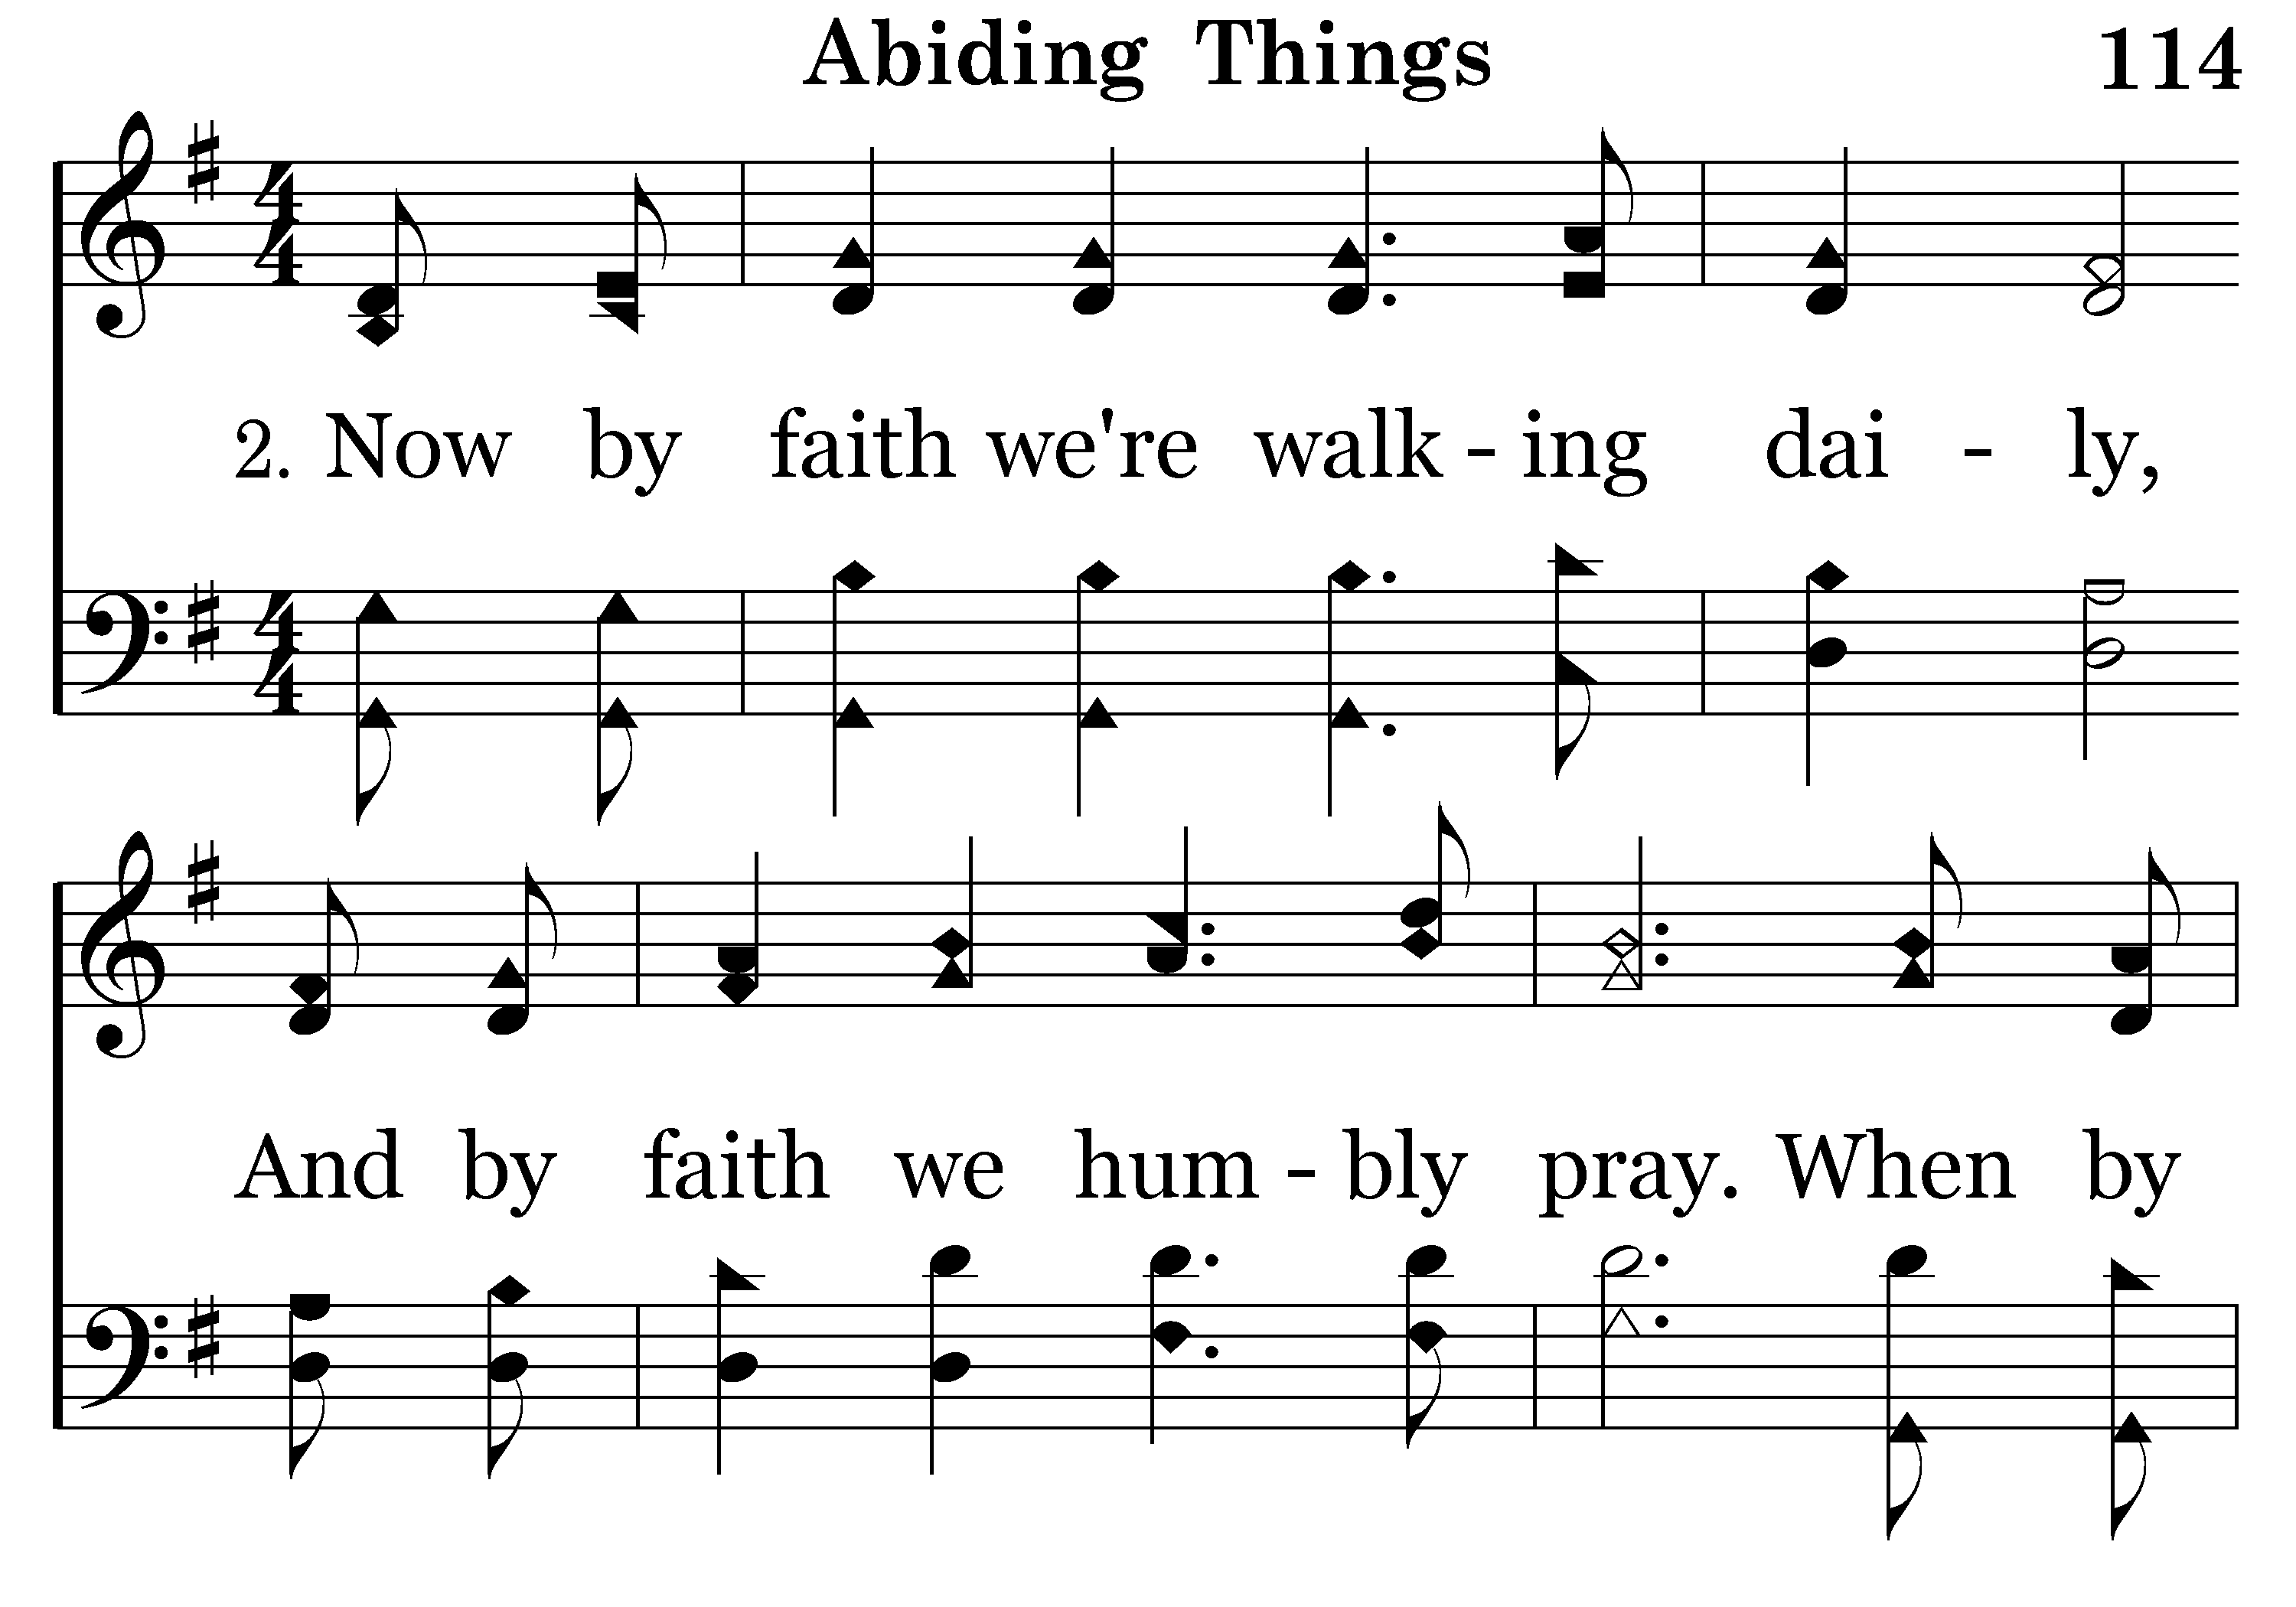 Abiding Things 114
2. Now by faith we're walk - ing dai - ly,
And by faith we hum - bly pray. When by